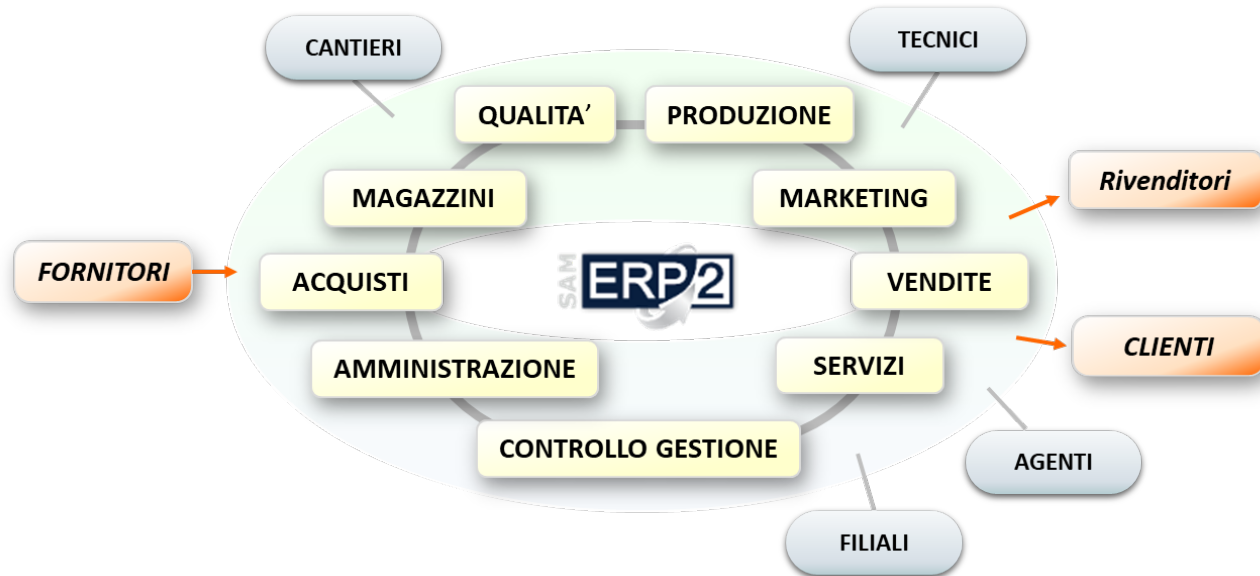 CANTIERI
TECNICI
QUALITA’
PRODUZIONE
MAGAZZINI
MARKETING
Rivenditori
FORNITORI
ACQUISTI
SAM
ERP2
VENDITE
CLIENTI
AMMINISTRAZIONE
SERVIZI
CONTROLLO GESTIONE
AGENTI
FILIALI